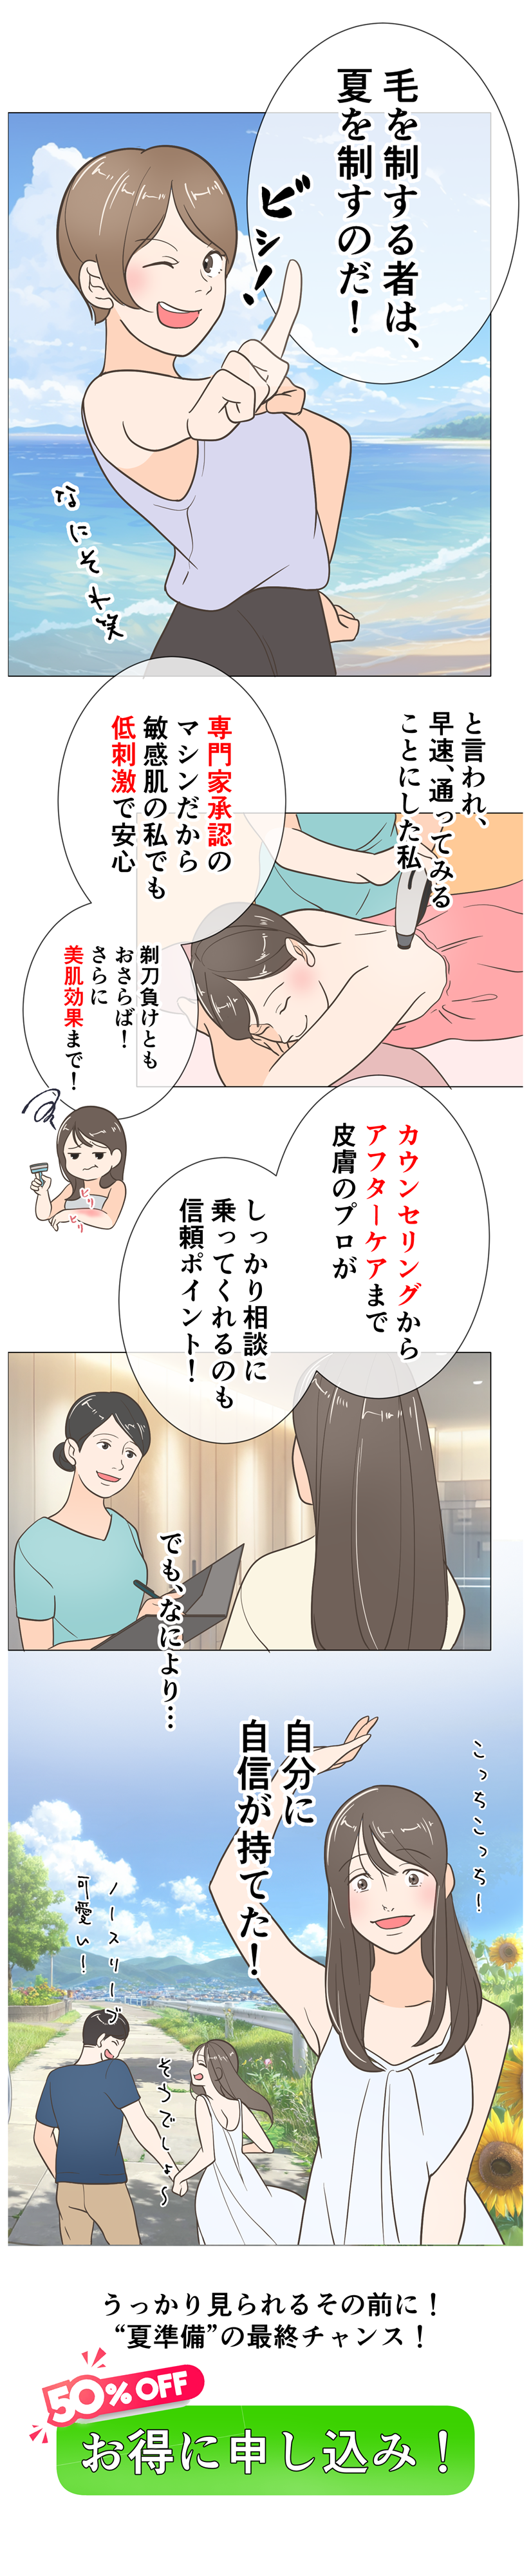 毛を制する者は、
夏を制すのだ！
ビシ！
なにそれ笑
と言われ、
早速、通ってみる
ことにした私
専門家承認の
マシンだから
敏感肌の私でも
低刺激で安心
剃刀負けとも
おさらば！
さらに
美肌効果まで！
ピリ
ピリ
カウンセリングから
アフターケアまで
皮膚のプロが
しっかり相談に
乗ってくれるのも
信頼ポイント！
でも、なにより…
自分に
自信が持てた！
こっちこっち！
ノースリーブ
可愛い！
そうでしょ〜
うっかり見られるその前に！
“夏準備”の最終チャンス！
50%OFF
お得に申し込み！